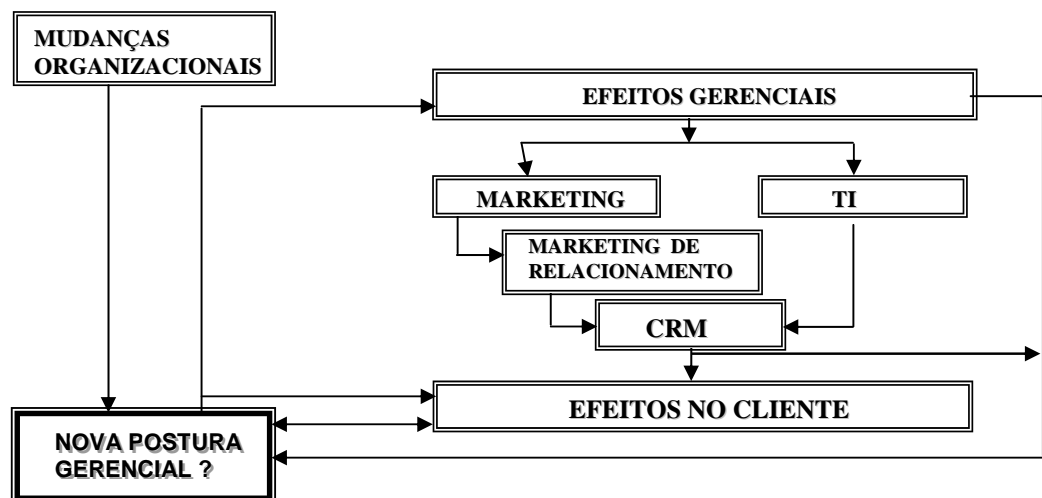 MUDANÇAS
ORGANIZACIONAIS
EFEITOS GERENCIAIS
MARKETING
TI
MARKETING DE
RELACIONAMENTO
CRM
EFEITOS NO CLIENTE
NOVA POSTURA
GERENCIAL ?